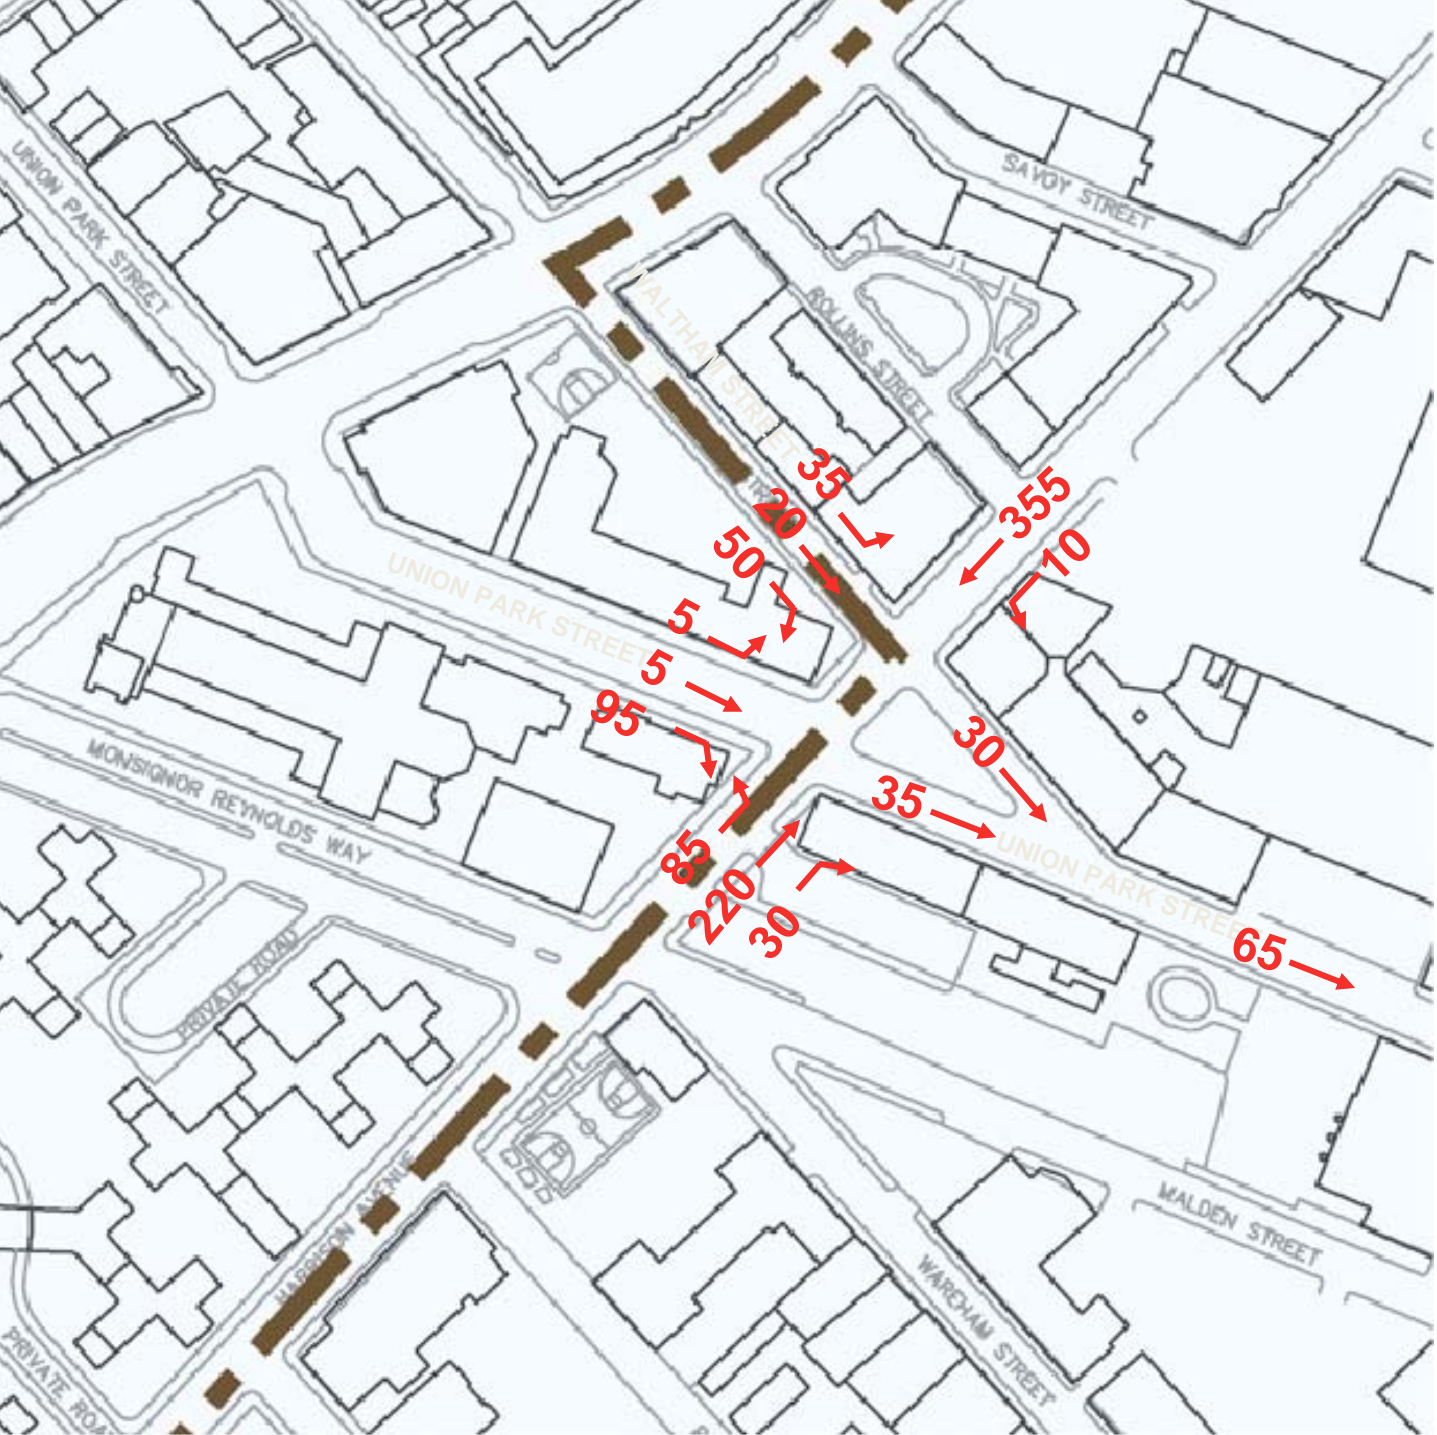 UNION PARK STREET
SAVOY STREET
WALTHAM STREET
ROLLINS STREET
35
355
20
50
10
UNION PARK STREET
5
5
95
30
MONSIGNOR REYNOLDS WAY
35
85
UNION PARK STREET
220
30
65
PRIVATE ROAD
HARRISON AVENUE
MALDEN STREET
WAREHAM STREET